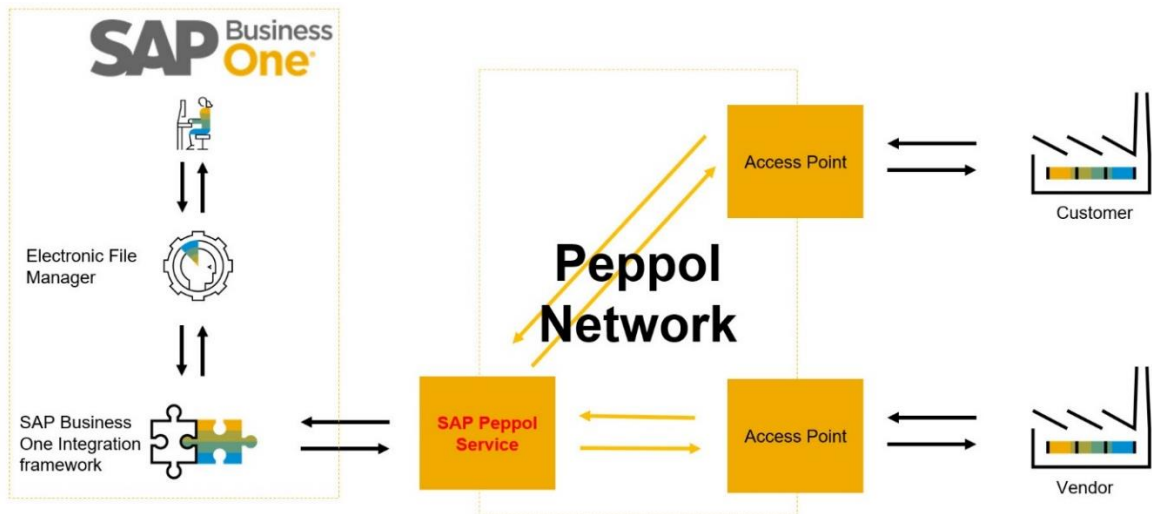 SAP Business
One®
Electronic File
Manager
SAP Business
One Integration
framework
Peppol
Network
SAP Peppol
Service
Access Point
Access Point
Customer
Vendor